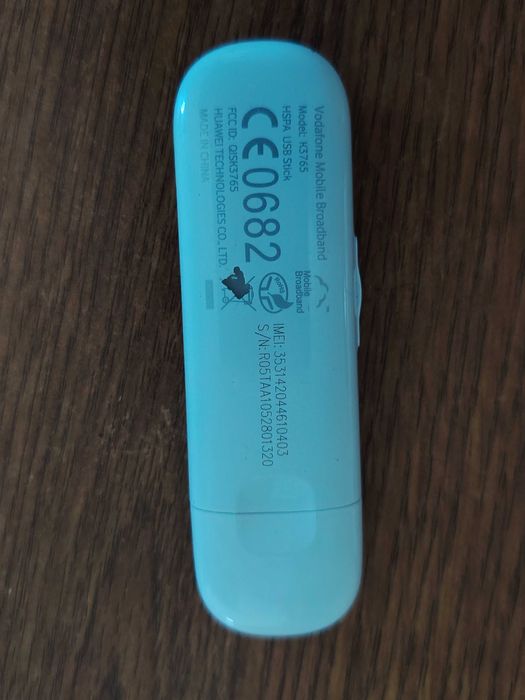 Vodafone Mobile Broadband
Model: K3765
HSPA USB Stick
CE0682
FCC ID: QISK3765
HUAWEI TECHNOLOGIES CO., LTD.
MADE IN CHINA
Mobile
Broadband
RoHS
IMEI: 353142044610403
S/N: R05TAA1052801320